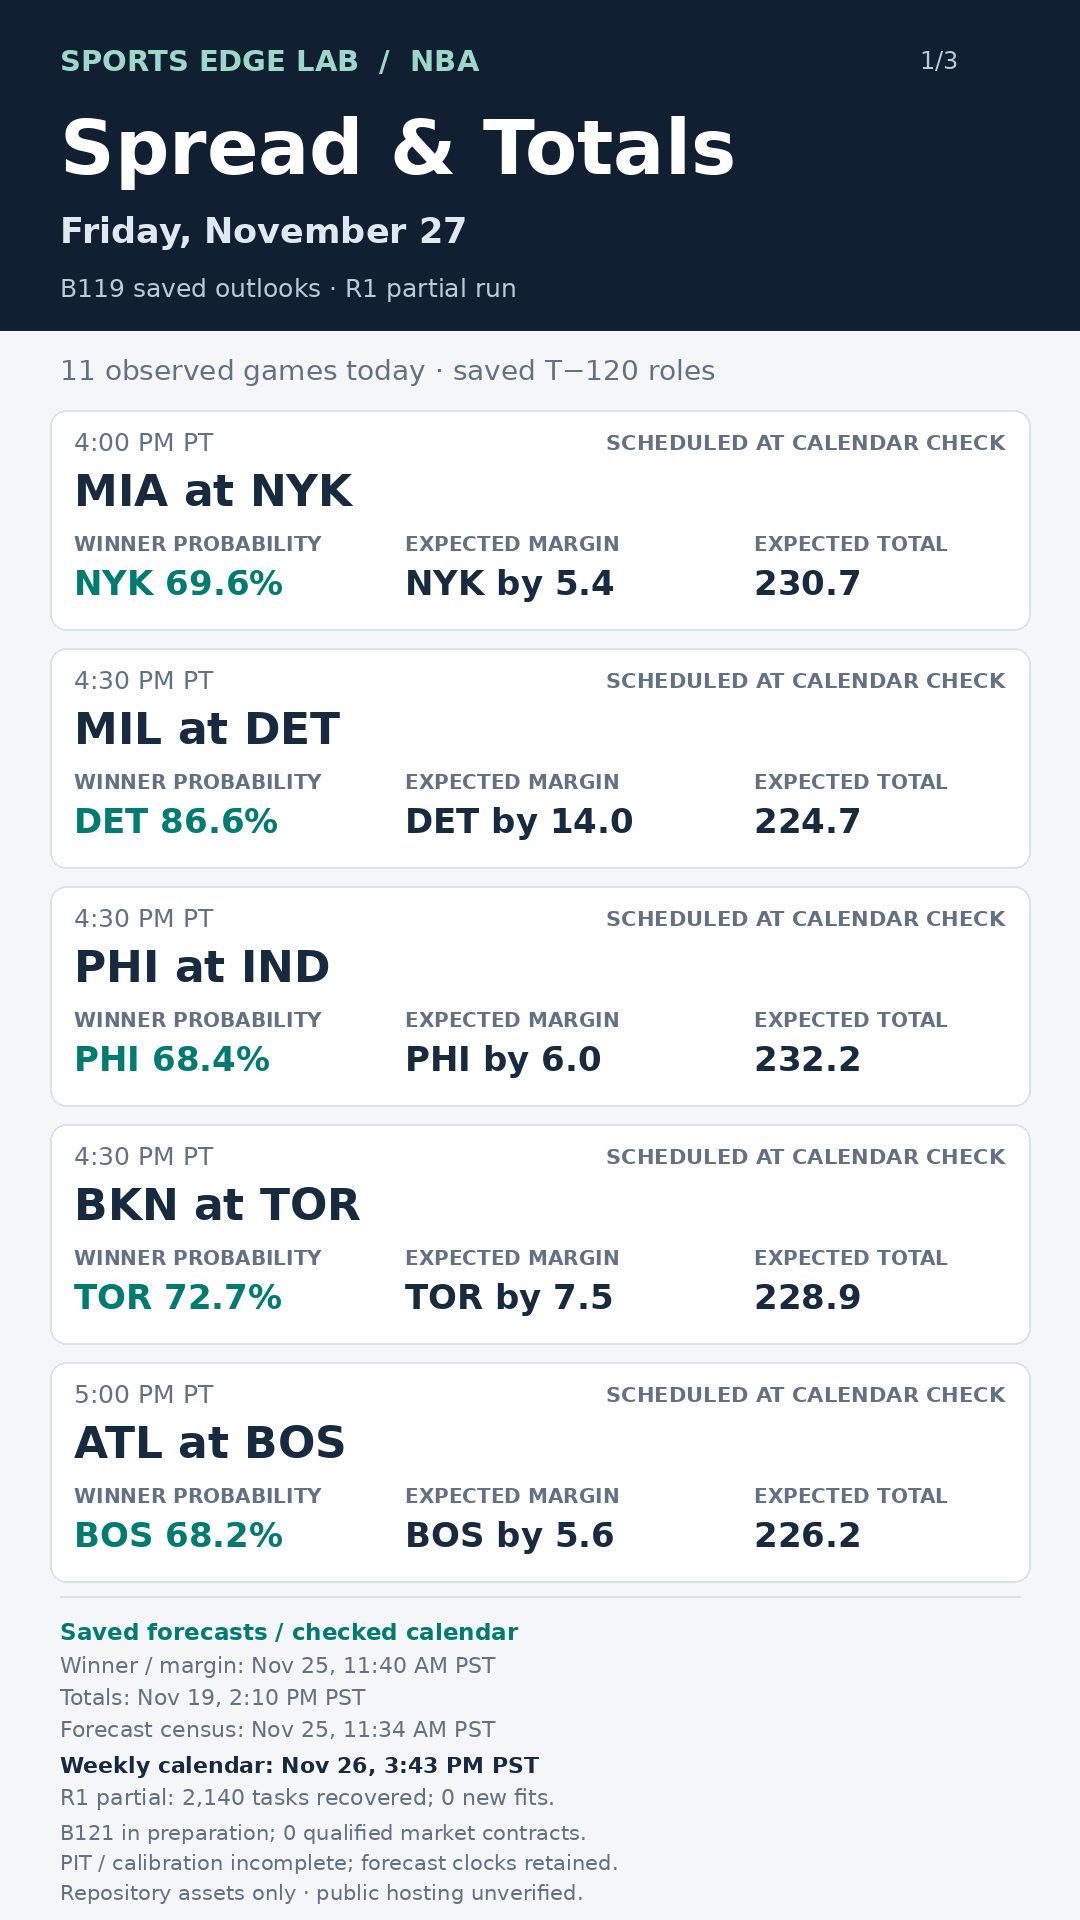 SPORTS EDGE LAB / NBA
1/3
Spread & Totals
Friday, November 27
B119 saved outlooks · R1 partial run
11 observed games today · saved T−120 roles
4:00 PM PT
SCHEDULED AT CALENDAR CHECK
MIA at NYK
WINNER PROBABILITY EXPECTED MARGIN EXPECTED TOTAL
NYK 69.6% NYK by 5.4 230.7
4:30 PM PT
SCHEDULED AT CALENDAR CHECK
MIL at DET
WINNER PROBABILITY EXPECTED MARGIN EXPECTED TOTAL
DET 86.6% DET by 14.0 224.7
4:30 PM PT
SCHEDULED AT CALENDAR CHECK
PHI at IND
WINNER PROBABILITY EXPECTED MARGIN EXPECTED TOTAL
PHI 68.4% PHI by 6.0 232.2
4:30 PM PT
SCHEDULED AT CALENDAR CHECK
BKN at TOR
WINNER PROBABILITY EXPECTED MARGIN EXPECTED TOTAL
TOR 72.7% TOR by 7.5 228.9
5:00 PM PT
SCHEDULED AT CALENDAR CHECK
ATL at BOS
WINNER PROBABILITY EXPECTED MARGIN EXPECTED TOTAL
BOS 68.2% BOS by 5.6 226.2
Saved forecasts / checked calendar
Winner / margin: Nov 25, 11:40 AM PST
Totals: Nov 19, 2:10 PM PST
Forecast census: Nov 25, 11:34 AM PST
Weekly calendar: Nov 26, 3:43 PM PST
R1 partial: 2,140 tasks recovered; 0 new fits.
B121 in preparation; 0 qualified market contracts.
PIT / calibration incomplete; forecast clocks retained.
Repository assets only · public hosting unverified.